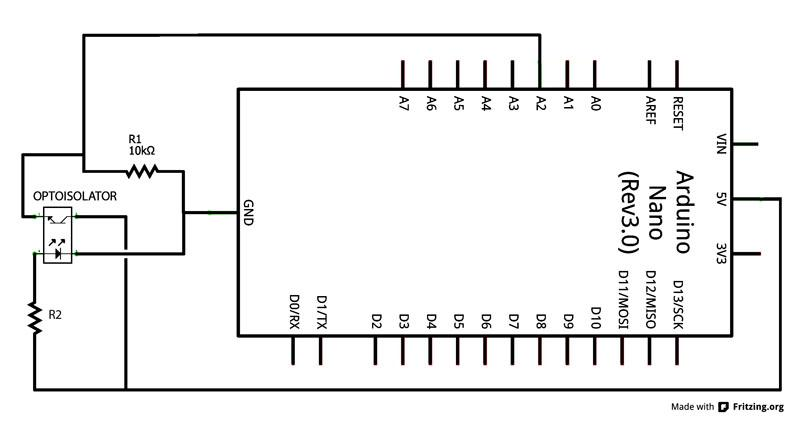 A7
A6
A5
A4
A3
A2
A1
A0
AREF
RESET
R1
10kΩ
VIN
OPTOISOLATOR
GND
Arduino
Nano
(Rev3.0)
5V
3V3
R2
D0/RX
D1/TX
D2
D3
D4
D5
D6
D7
D8
D9
D10
D11/MOSI
D12/MISO
D13/SCK
Made with Fritzing.org